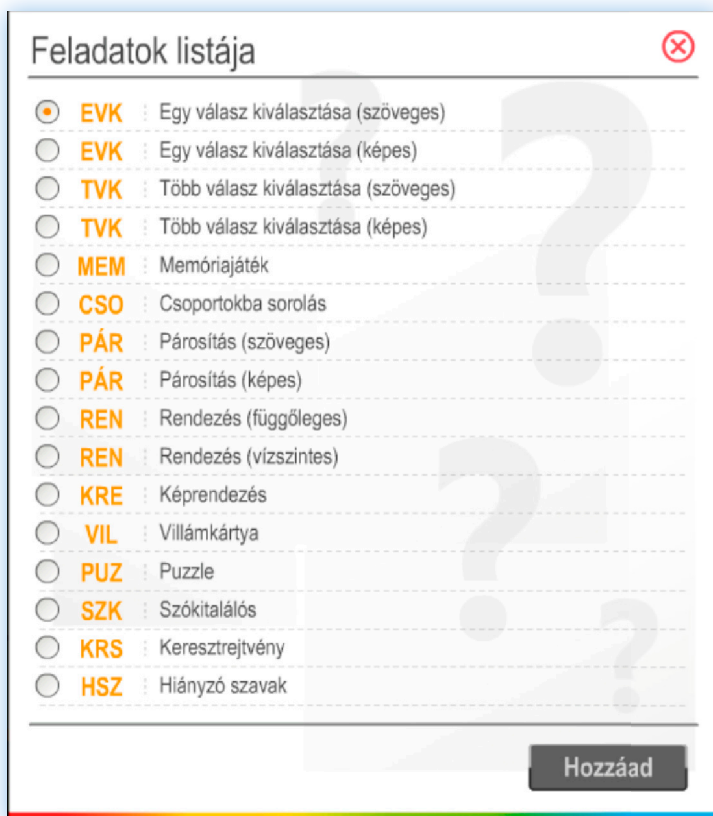 Feladatok listája
EVK Egy válasz kiválasztása (szöveges)
EVK Egy válasz kiválasztása (képes)
TVK Több válasz kiválasztása (szöveges)
TVK Több válasz kiválasztása (képes)
MEM Memóriajáték
CSO Csoportokba sorolás
PÁR Párosítás (szöveges)
PÁR Párosítás (képes)
REN Rendezés (függőleges)
REN Rendezés (vízszintes)
KRE Képrendezés
VIL Villámkártya
PUZ Puzzle
SZK Szókitalálós
KRS Keresztrejtvény
HSZ Hiányzó szavak
Hozzáad